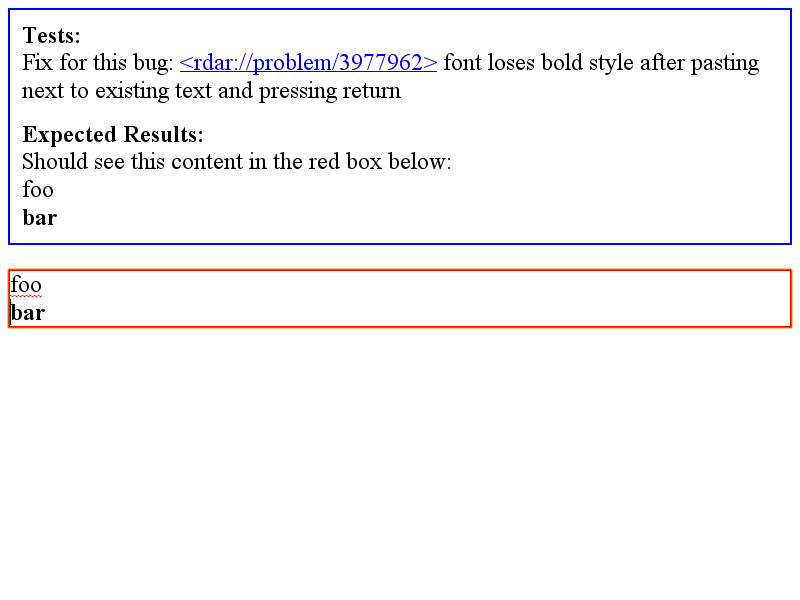 Tests:
Fix for this bug: <rdar://problem/3977962> font loses bold style after pasting
next to existing text and pressing return
Expected Results:
Should see this content in the red box below:
foo
bar
foo
bar